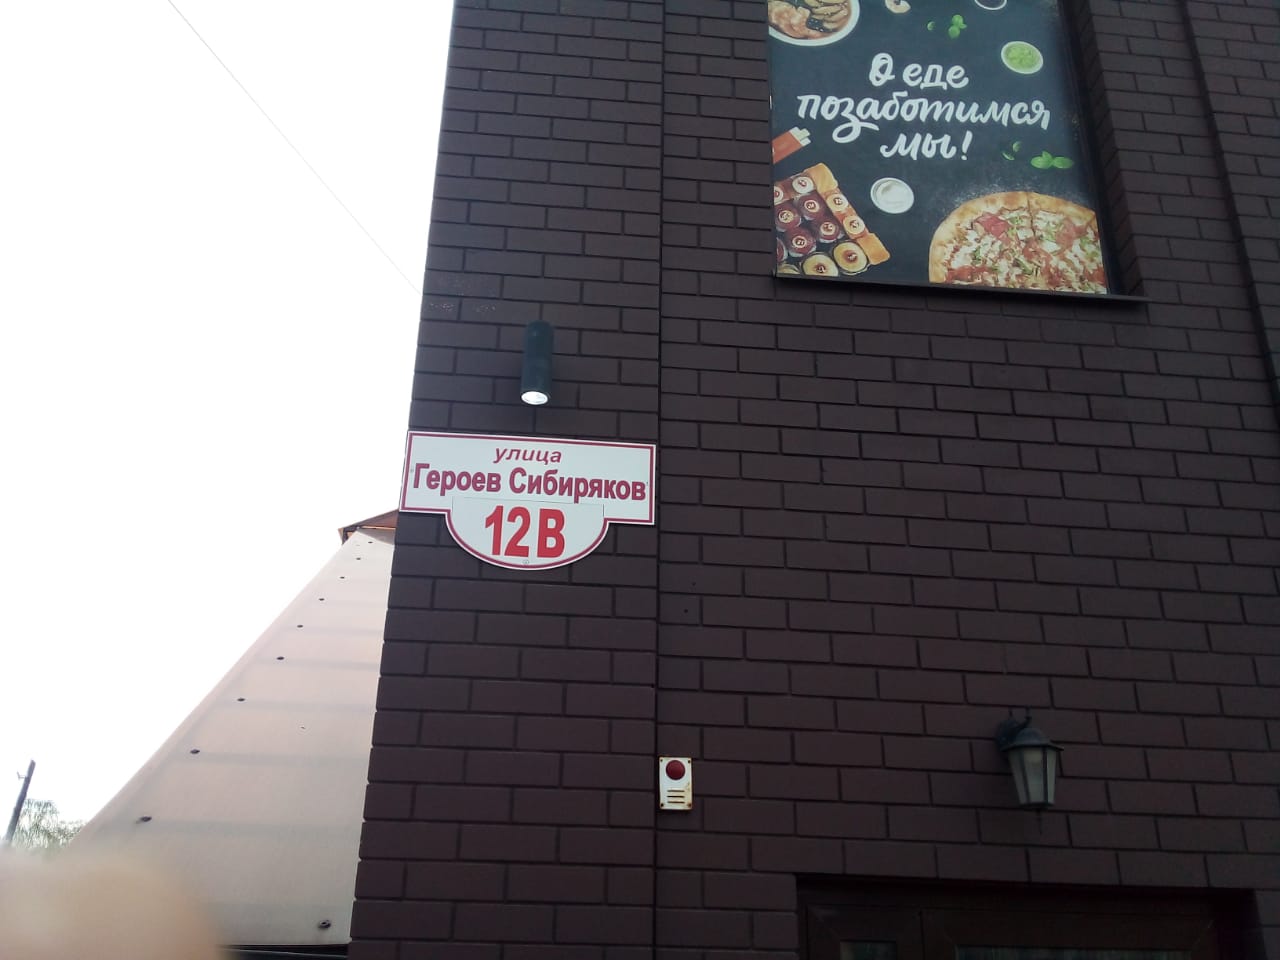 О еде
позаботимся
мы!
улица
Героев Сибиряков
12В